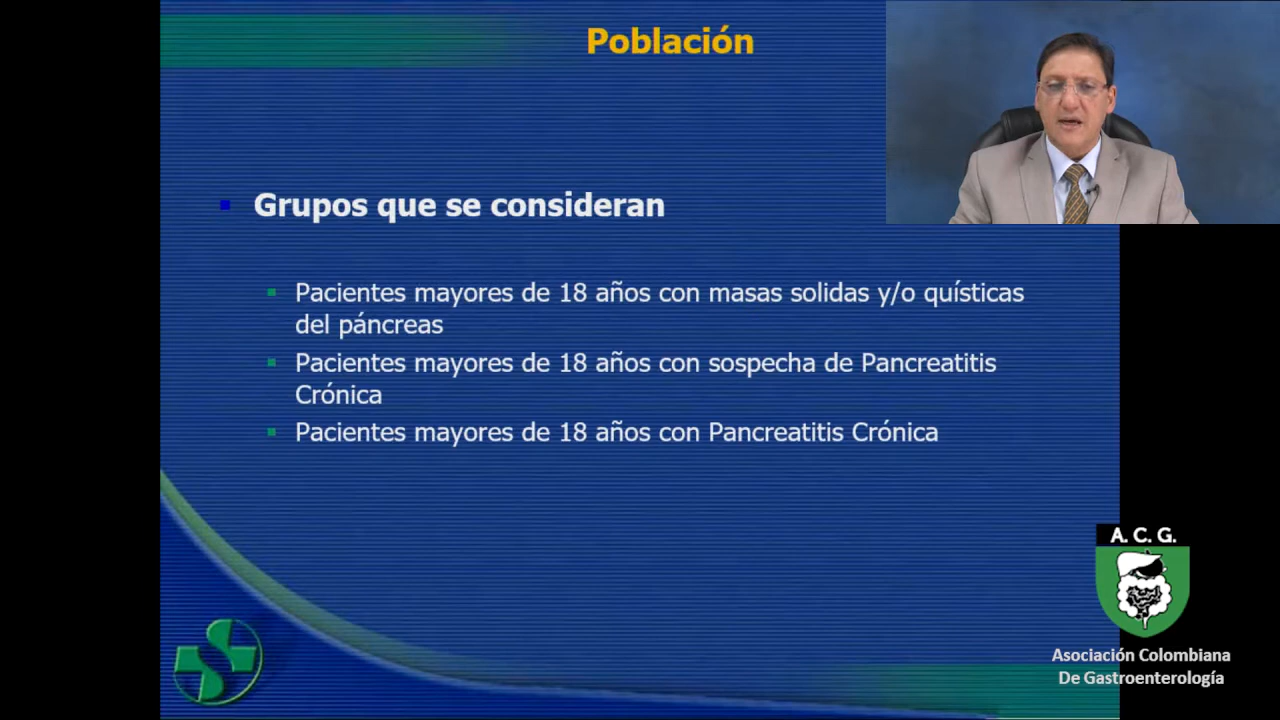 Población
Grupos que se consideran
Pacientes mayores de 18 años con masas solidas y/o quísticas
del páncreas
Pacientes mayores de 18 años con sospecha de Pancreatitis
Crónica
Pacientes mayores de 18 años con Pancreatitis Crónica
A. C. G.
Asociación Colombiana
De Gastroenterología